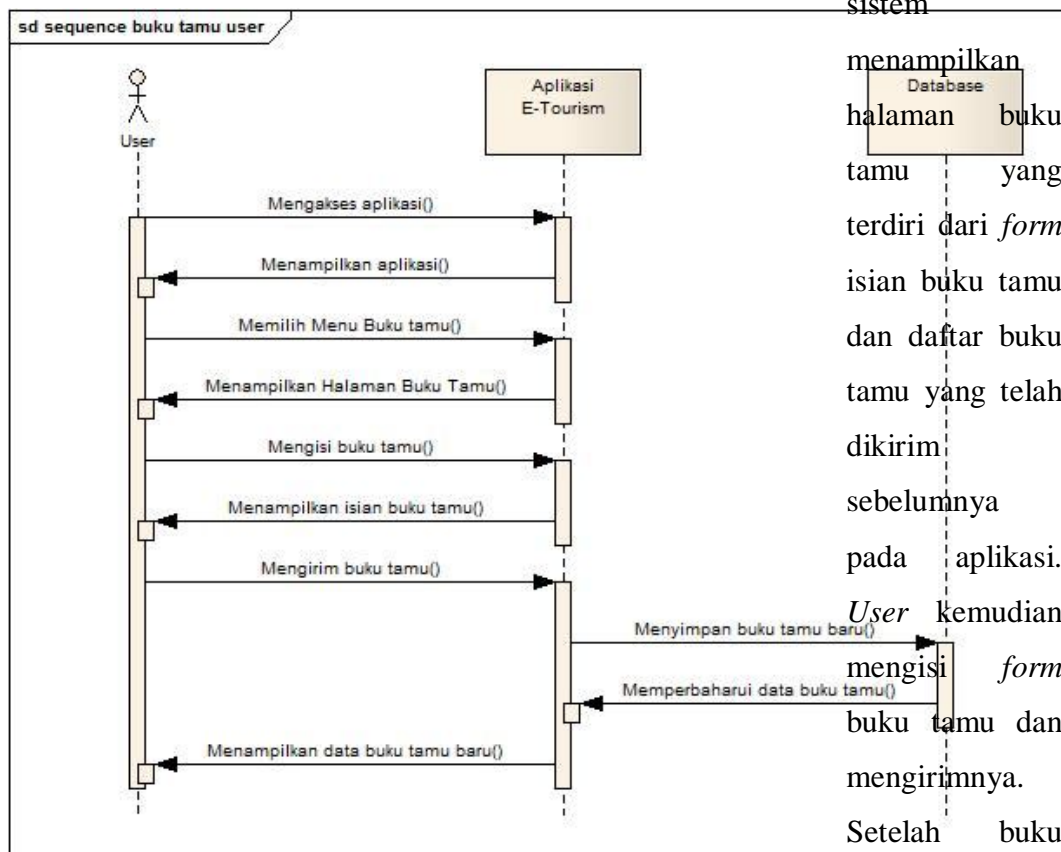 sd sequence buku tamu user
User
Aplikasi
E-Tourism
Database
Mengakses aplikasi()
Menampilkan aplikasi()
Memilih Menu Buku tamu()
Menampilkan Halaman Buku Tamu()
Mengisi buku tamu()
Menampilkan isian buku tamu()
Mengirim buku tamu()
Menyimpan buku tamu baru()
Memperbaharui data buku tamu()
Menampilkan data buku tamu baru()
sistem
menampilkan
halaman buku
tamu yang
terdiri dari form
isian buku tamu
dan daftar buku
tamu yang telah
dikirim
sebelumnya
pada aplikasi.
User kemudian
mengisi form
buku tamu dan
mengirimnya.
Setelah buku